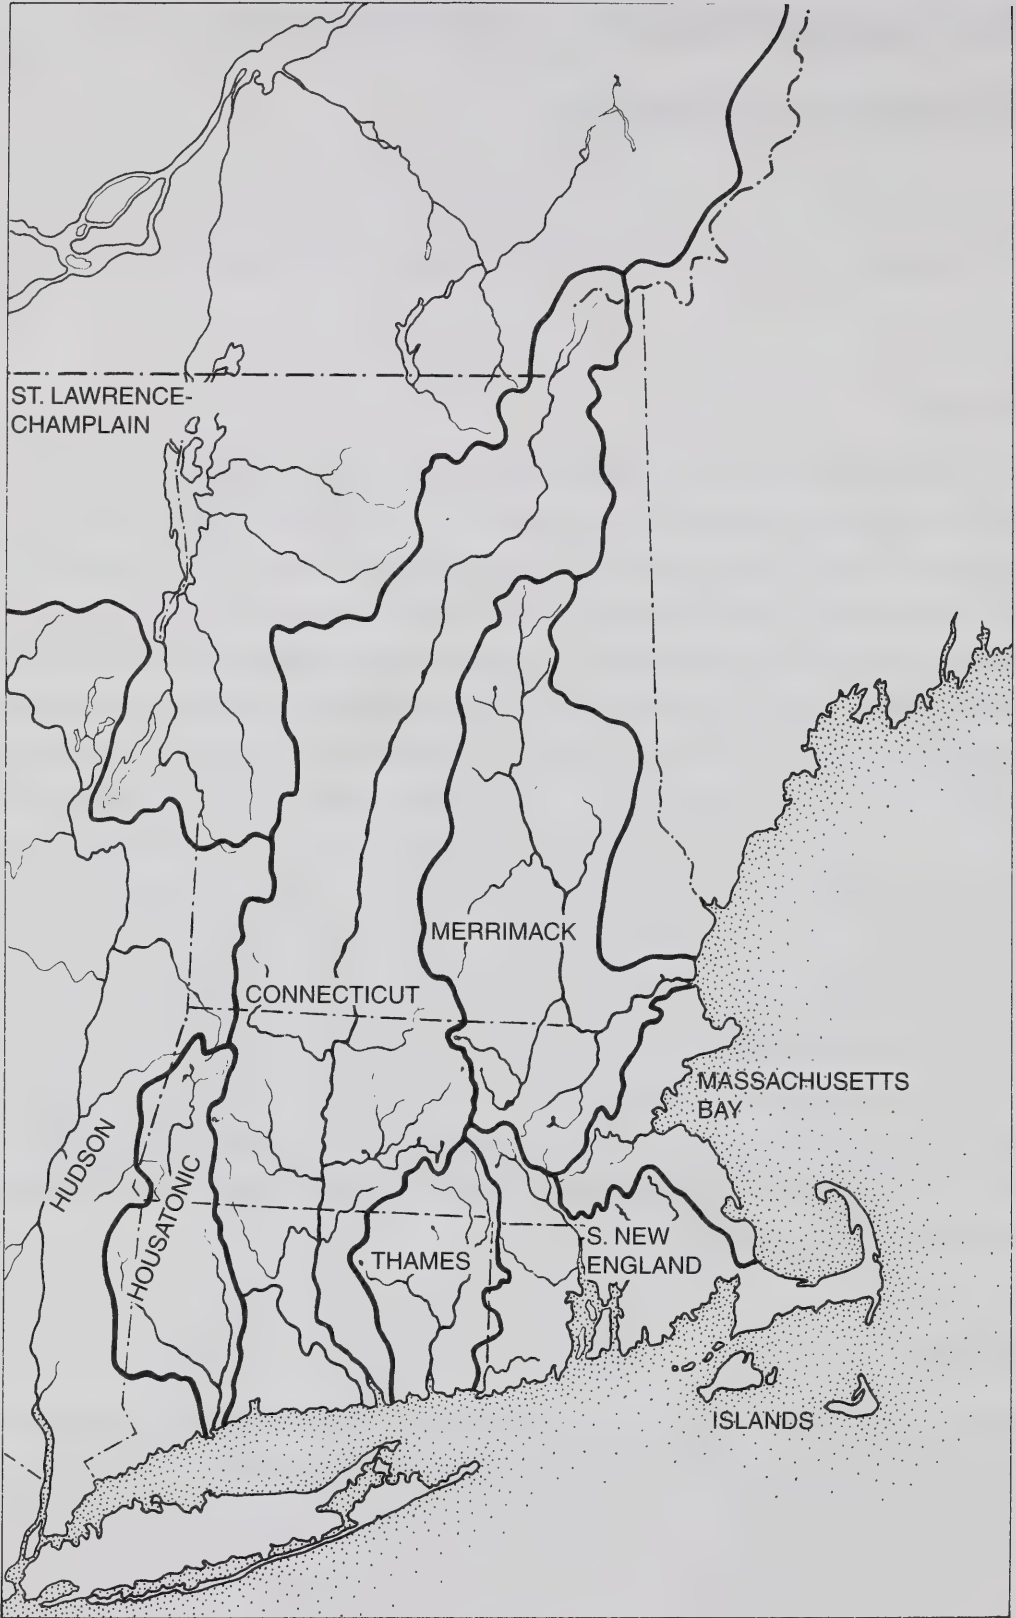 ST. LAWRENCE-
CHAMPLAIN
MERRIMACK
CONNECTICUT
MASSACHUSETTS
BAY
HUDSON
HOUSATONIC
THAMES
S. NEW
ENGLAND
ISLANDS